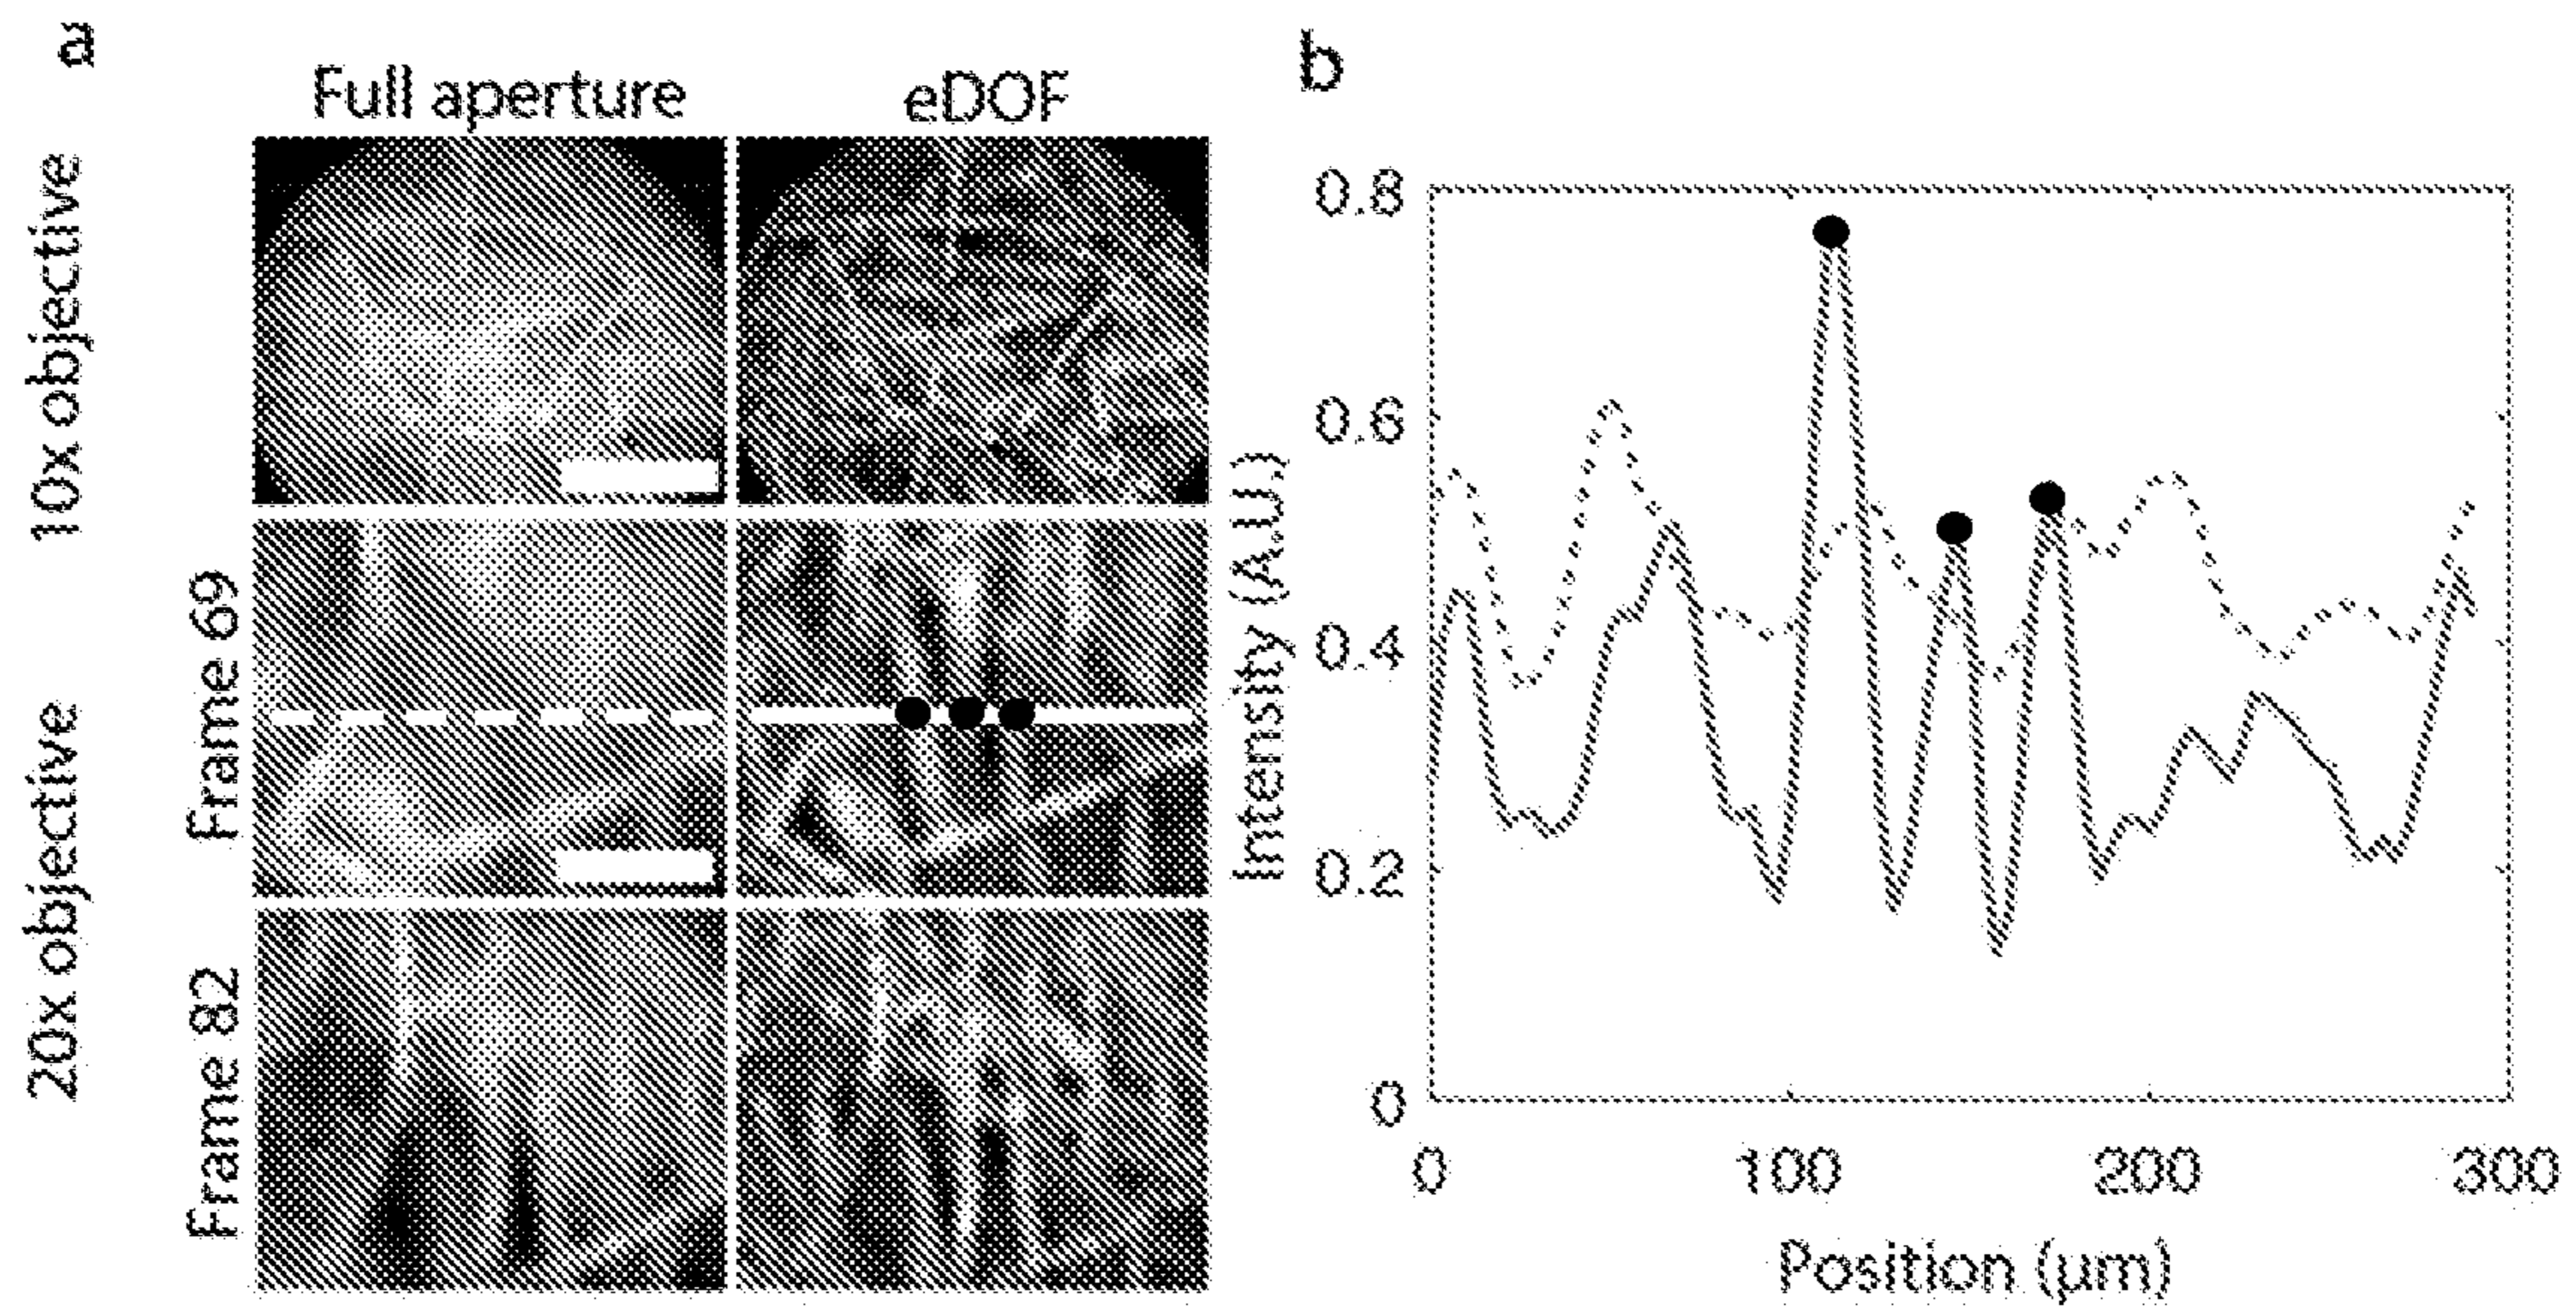 a
Full aperture
eDOF
10x objective
20x objective
Frame 69
Frame 82
b
Intensity (A.U.)
0.8
0.6
0.4
0.2
0
0
100
200
300
Position (μm)